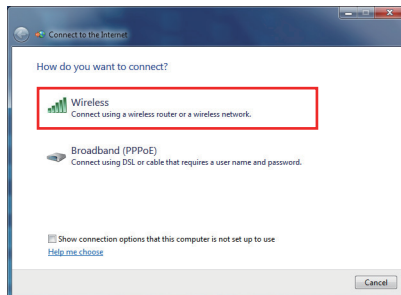 Connect to the Internet
How do you want to connect?
Wireless
Connect using a wireless router or a wireless network.
Broadband (PPPoE)
Connect using DSL or cable that requires a user name and password.
Show connection options that this computer is not set up to use
Help me choose
Cancel